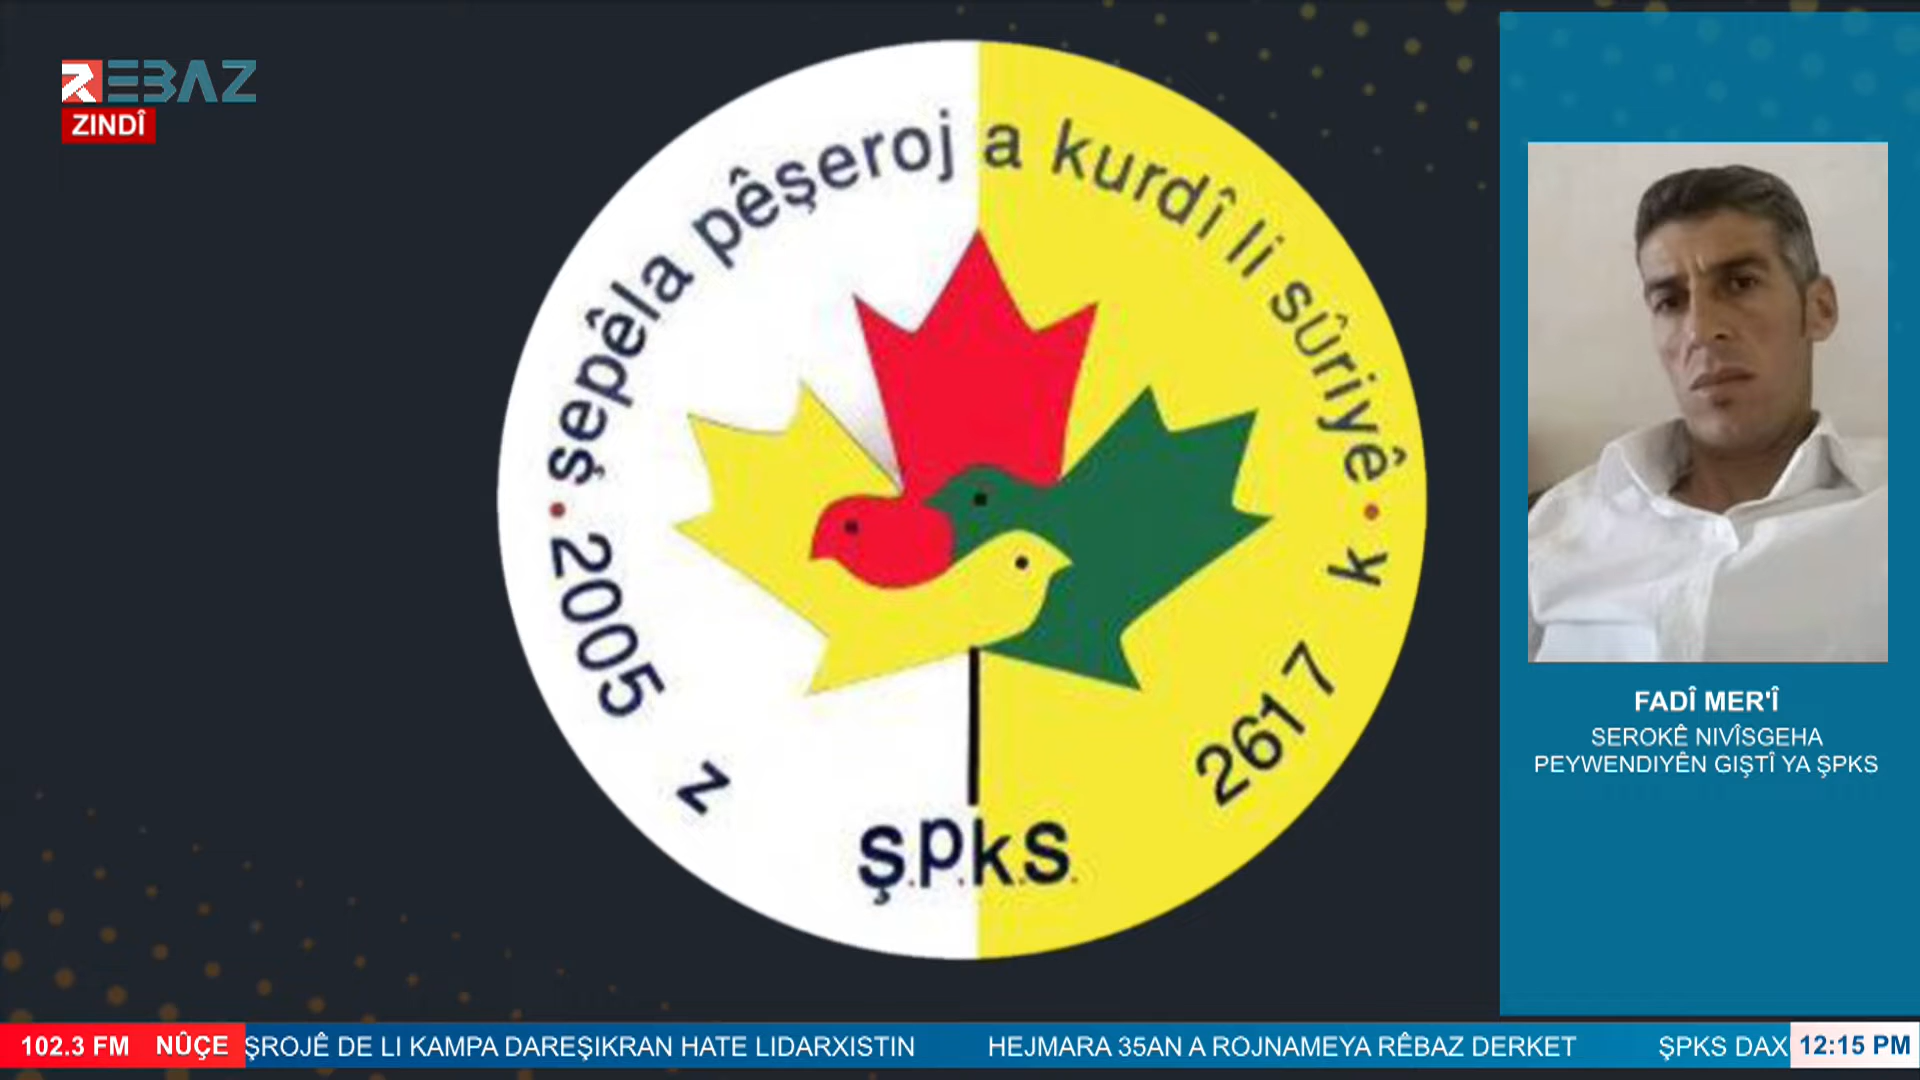 REBAZ
ZINDÎ
şepêla pêşeroj a kurdî li sûriyê
2005 z
2617 k
Ş.P.K.S.
FADÎ MER'Î
SEROKÊ NIVÎSGEHA
PEYWENDIYÊN GIŞTÎ YA ŞPKS
102.3 FM NÛÇE ŞROJÊ DE LI KAMPA DAREŞIKRAN HATE LIDARXISTIN HEJMARA 35AN A ROJNAMEYA RÊBAZ DERKET ŞPKS DAX 12:15 PM